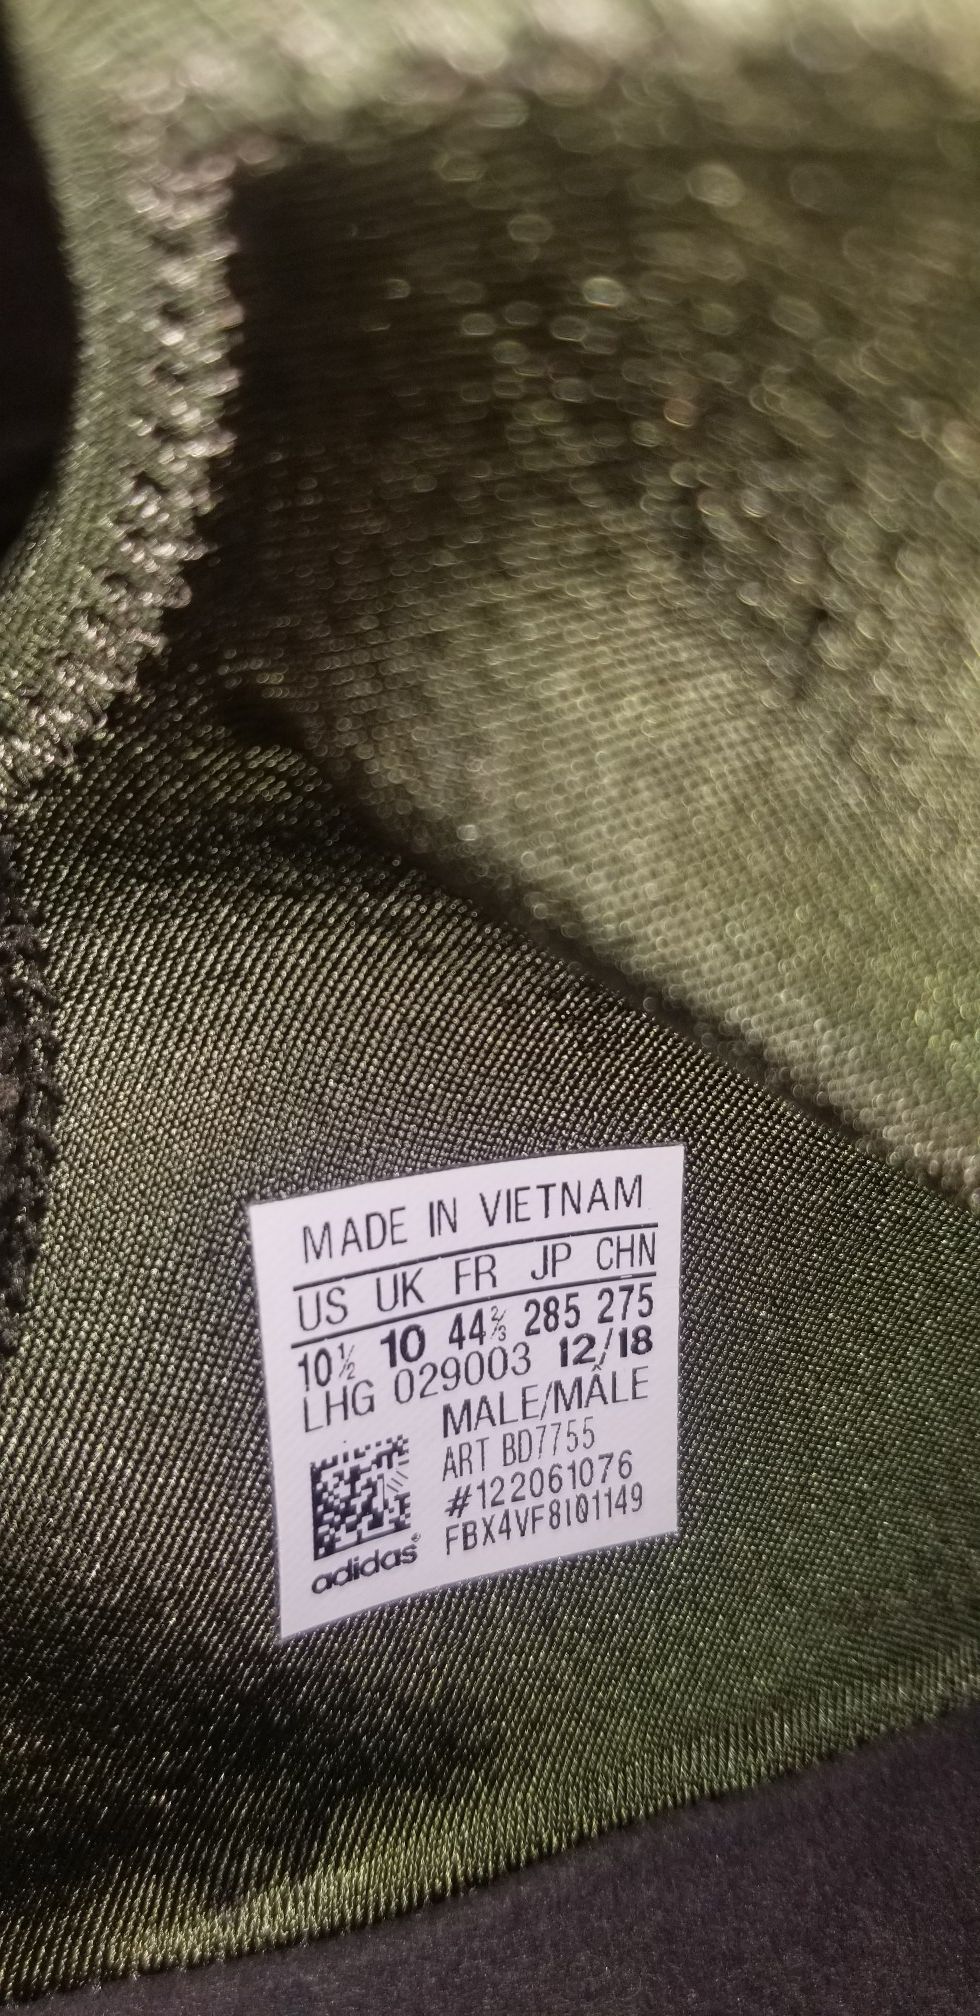 MADE IN VIETNAM
US UK FR JP CHN
10½ 10 44⅔ 285 275
LHG 029003 12/18
MALE/MÂLE
ART BD7755
#122061076
FBX4VF8IQ1149
adidas®